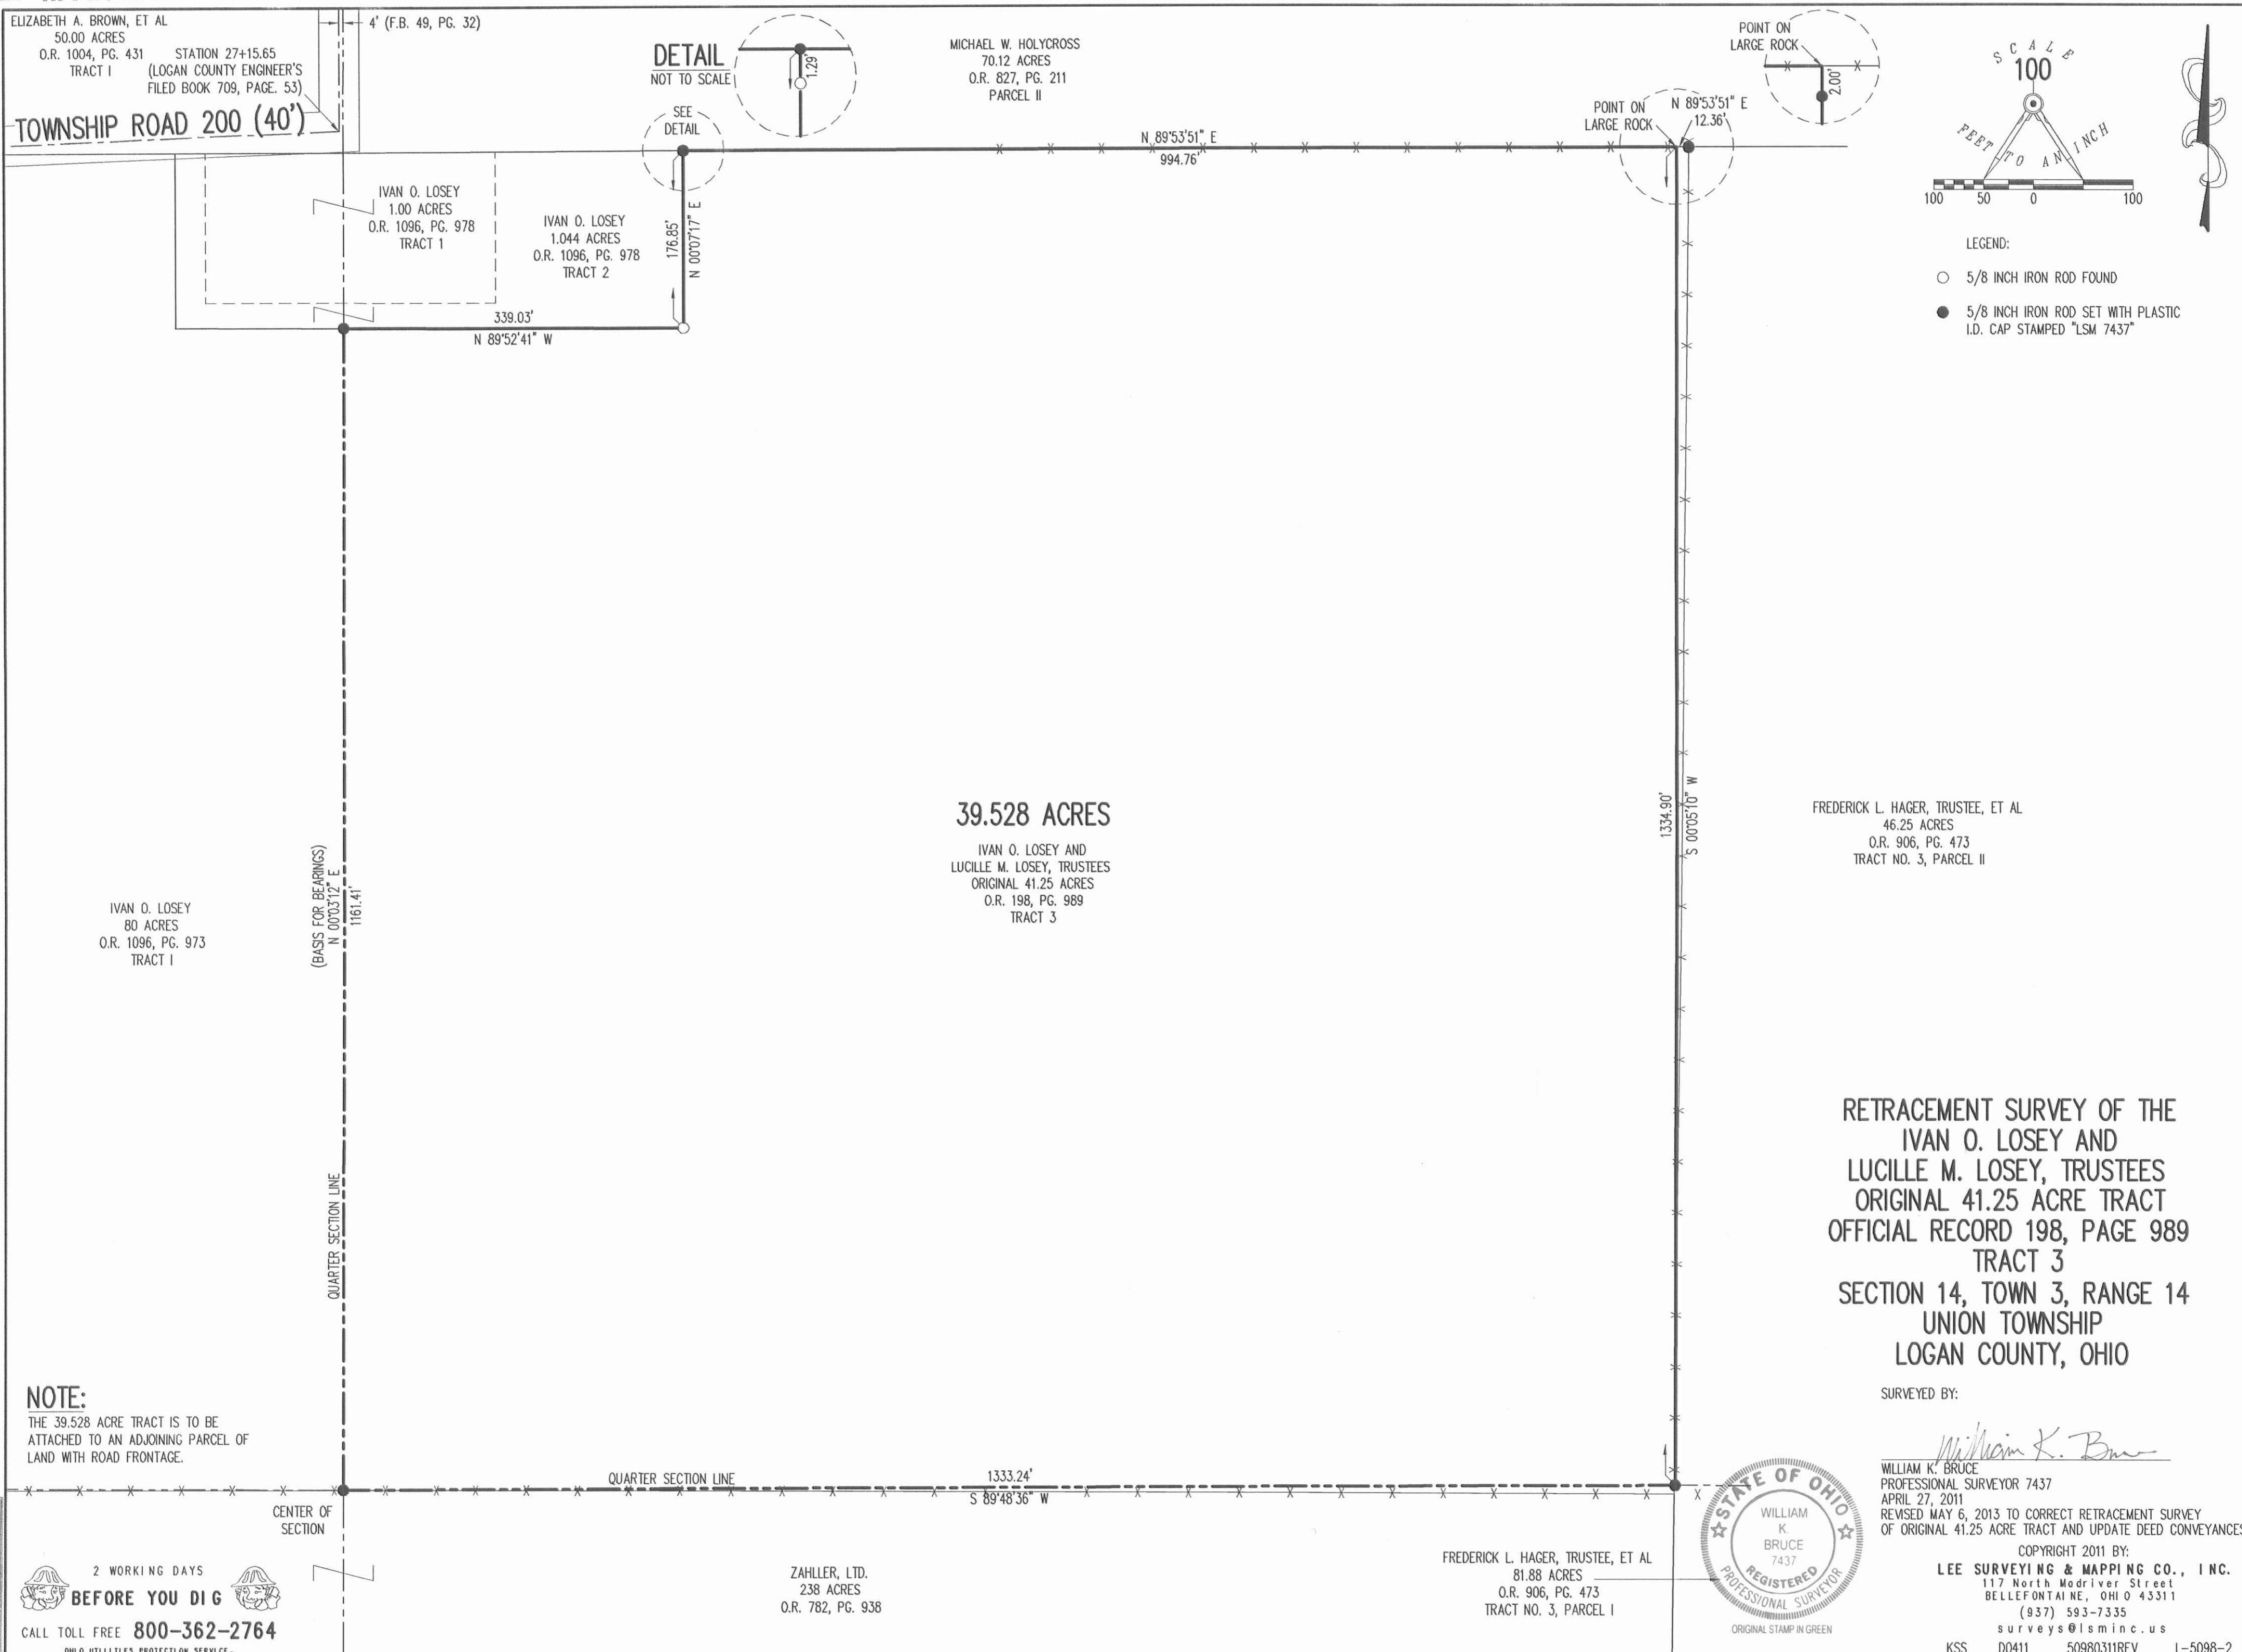 ELIZABETH A. BROWN, ET AL
50.00 ACRES
O.R. 1004, PG. 431
TRACT I
STATION 27+15.65
(LOGAN COUNTY ENGINEER'S
FILED BOOK 709, PAGE. 53)
TOWNSHIP ROAD 200 (40')
4' (F.B. 49, PG. 32)
DETAIL
NOT TO SCALE
1.29'
SEE
DETAIL
MICHAEL W. HOLYCROSS
70.12 ACRES
O.R. 827, PG. 211
PARCEL II
N 89°53'51" E
994.76'
POINT ON
LARGE ROCK
N 89°53'51" E
12.36'
POINT ON
LARGE ROCK
2.00'
SCALE
100
FEET TO AN INCH
100 50 0 100
LEGEND:
5/8 INCH IRON ROD FOUND
5/8 INCH IRON ROD SET WITH PLASTIC
I.D. CAP STAMPED "LSM 7437"
IVAN O. LOSEY
1.00 ACRES
O.R. 1096, PG. 978
TRACT 1
IVAN O. LOSEY
1.044 ACRES
O.R. 1096, PG. 978
TRACT 2
176.85'
N 00°07'17" E
339.03'
N 89°52'41" W
39.528 ACRES
IVAN O. LOSEY AND
LUCILLE M. LOSEY, TRUSTEES
ORIGINAL 41.25 ACRES
O.R. 198, PG. 989
TRACT 3
1334.90'
S 00°05'10" W
FREDERICK L. HAGER, TRUSTEE, ET AL
46.25 ACRES
O.R. 906, PG. 473
TRACT NO. 3, PARCEL II
IVAN O. LOSEY
80 ACRES
O.R. 1096, PG. 973
TRACT I
(BASIS FOR BEARINGS)
N 00°03'12" E
1161.41'
QUARTER SECTION LINE
RETRACEMENT SURVEY OF THE
IVAN O. LOSEY AND
LUCILLE M. LOSEY, TRUSTEES
ORIGINAL 41.25 ACRE TRACT
OFFICIAL RECORD 198, PAGE 989
TRACT 3
SECTION 14, TOWN 3, RANGE 14
UNION TOWNSHIP
LOGAN COUNTY, OHIO
NOTE:
THE 39.528 ACRE TRACT IS TO BE
ATTACHED TO AN ADJOINING PARCEL OF
LAND WITH ROAD FRONTAGE.
QUARTER SECTION LINE
1333.24'
S 89°48'36" W
CENTER OF
SECTION
2 WORKING DAYS
BEFORE YOU DIG
CALL TOLL FREE 800-362-2764
OHIO UTILITIES PROTECTION SERVICE
ZAHLLER, LTD.
238 ACRES
O.R. 782, PG. 938
FREDERICK L. HAGER, TRUSTEE, ET AL
81.88 ACRES
O.R. 906, PG. 473
TRACT NO. 3, PARCEL I
STATE OF OHIO
WILLIAM
K.
BRUCE
7437
REGISTERED
PROFESSIONAL SURVEYOR
ORIGINAL STAMP IN GREEN
SURVEYED BY:
William K. Bruce
WILLIAM K. BRUCE
PROFESSIONAL SURVEYOR 7437
APRIL 27, 2011
REVISED MAY 6, 2013 TO CORRECT RETRACEMENT SURVEY
OF ORIGINAL 41.25 ACRE TRACT AND UPDATE DEED CONVEYANCES
COPYRIGHT 2011 BY:
LEE SURVEYING & MAPPING CO., INC.
117 North Madriver Street
BELLEFONTAINE, OHIO 43311
(937) 593-7335
surveys@lsminc.us
KSS D0411 50980311REV L-5098-2